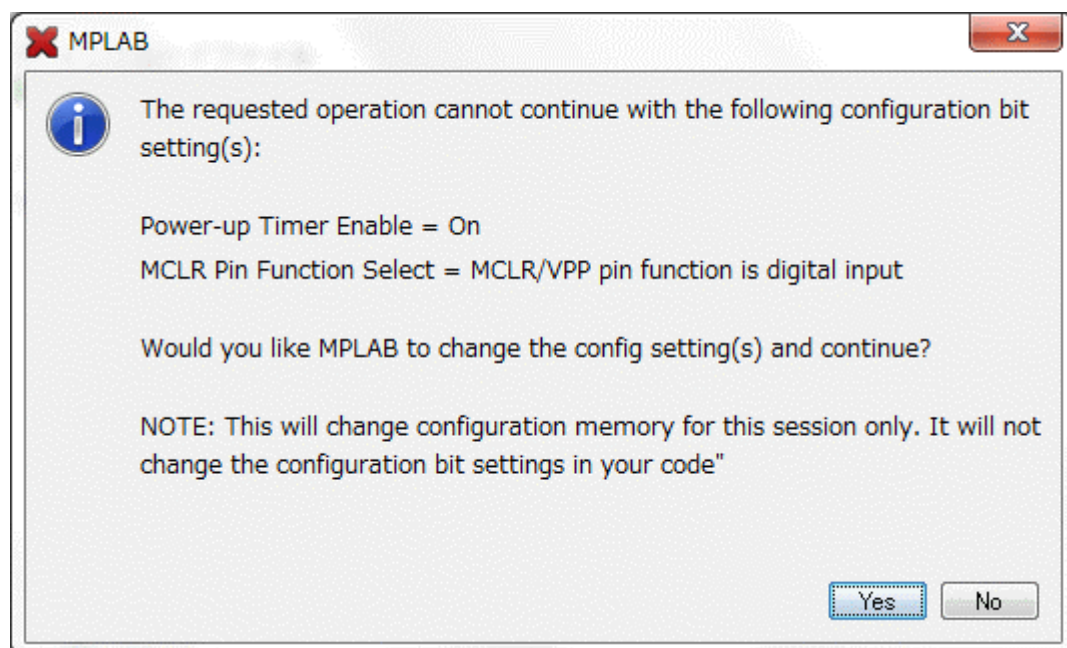 MPLAB
The requested operation cannot continue with the following configuration bit
setting(s):
Power-up Timer Enable = On
MCLR Pin Function Select = MCLR/VPP pin function is digital input
Would you like MPLAB to change the config setting(s) and continue?
NOTE: This will change configuration memory for this session only. It will not
change the configuration bit settings in your code"
Yes No